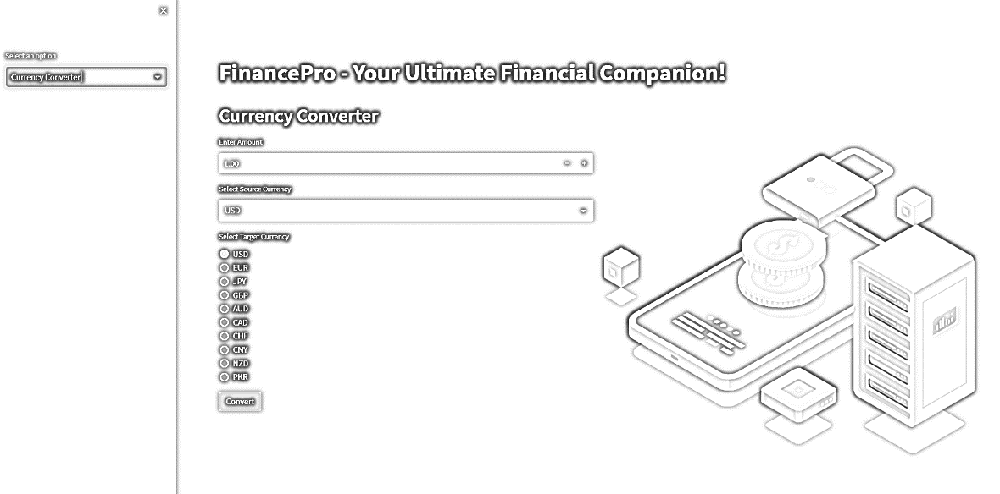 Select an option
Currency Converter
FinancePro - Your Ultimate Financial Companion!
Currency Converter
Enter Amount
1.00
Select Source Currency
USD
Select Target Currency
USD
EUR
JPY
GBP
AUD
CAD
CHF
CNY
NZD
PKR
Convert